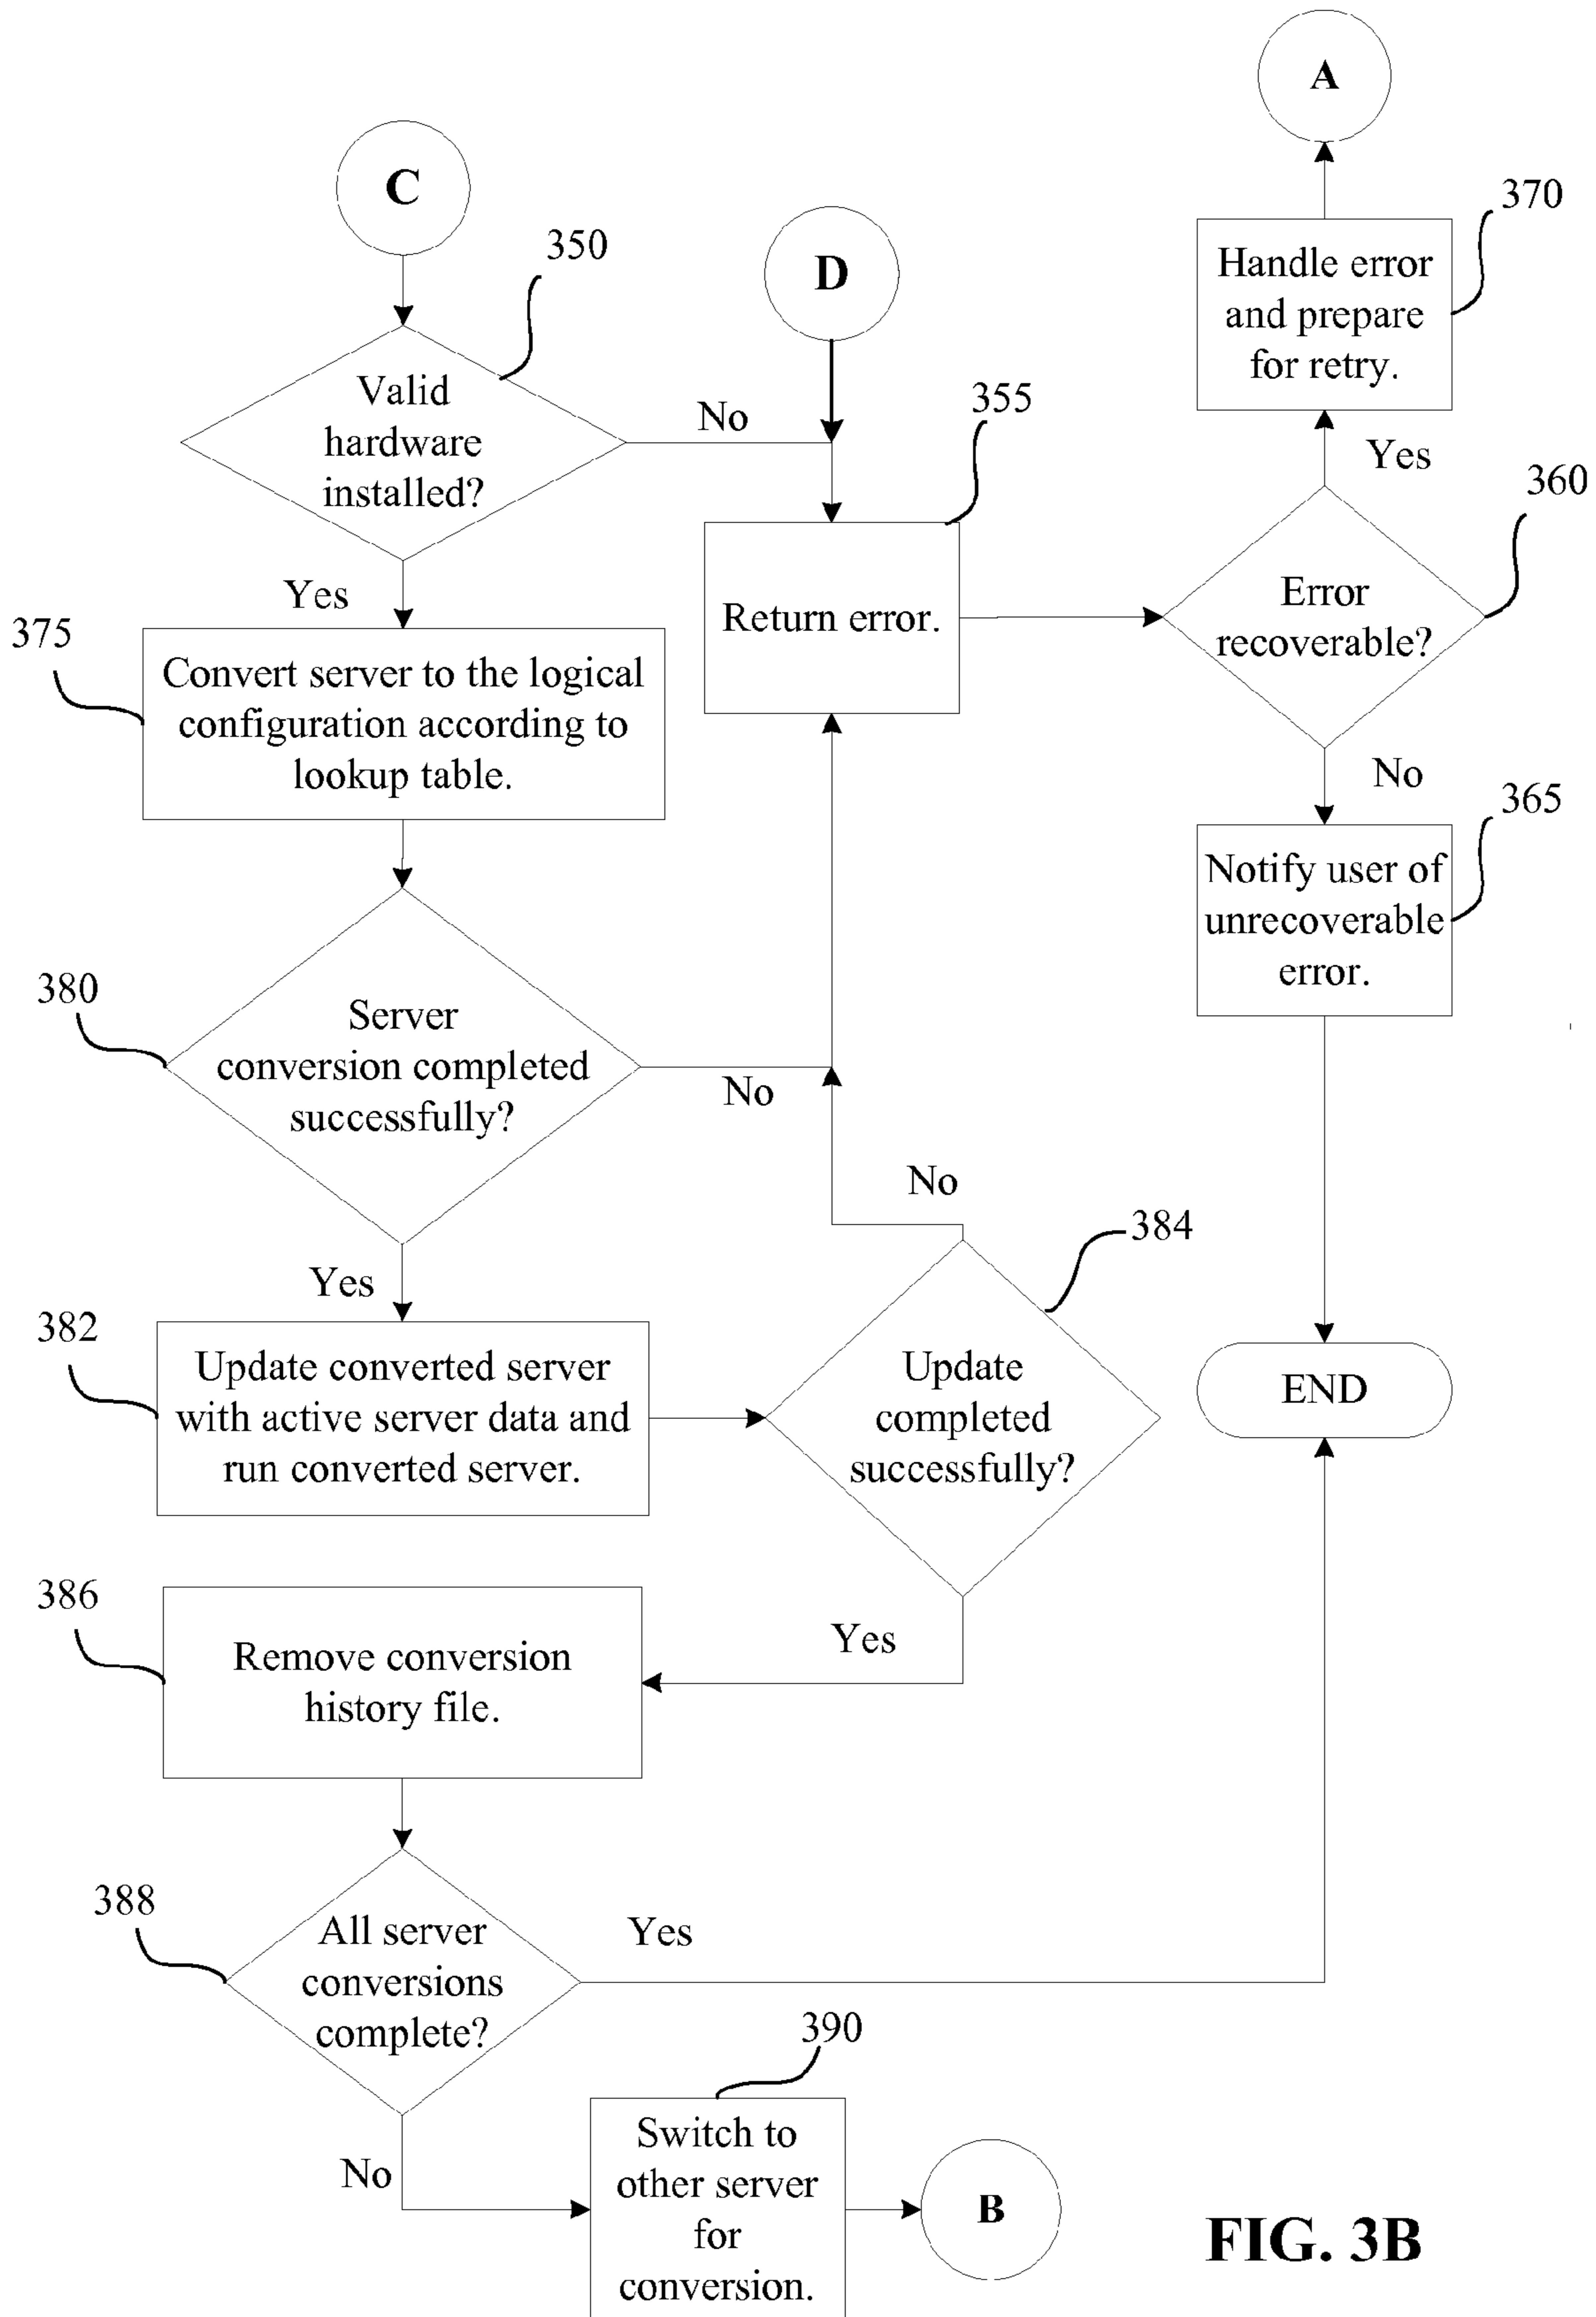 A
C
370
350
D
Handle error
and prepare
for retry.
Valid
hardware
installed?
No
355
Yes
360
Return error.
Error
recoverable?
Yes
375
Convert server to the logical
configuration according to
lookup table.
No
365
Notify user of
unrecoverable
error.
380
Server
conversion completed
successfully?
No
No
384
Yes
382
Update converted server
with active server data and
run converted server.
Update
completed
successfully?
END
386
Remove conversion
history file.
Yes
388
All server
conversions
complete?
Yes
390
No
Switch to
other server
for
conversion.
B
FIG. 3B